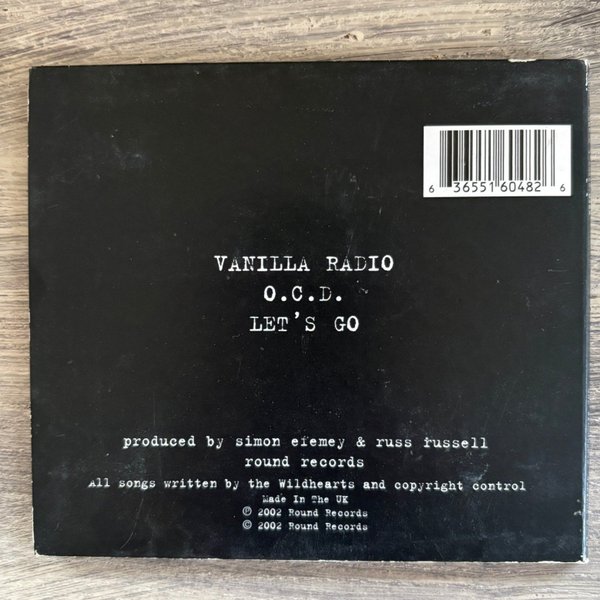 6 36551 60482 6
VANILLA RADIO
O.C.D.
LET'S GO
produced by simon efemey & russ russell
round records
All songs written by the Wildhearts and copyright control
Made In The UK
℗ 2002 Round Records
© 2002 Round Records